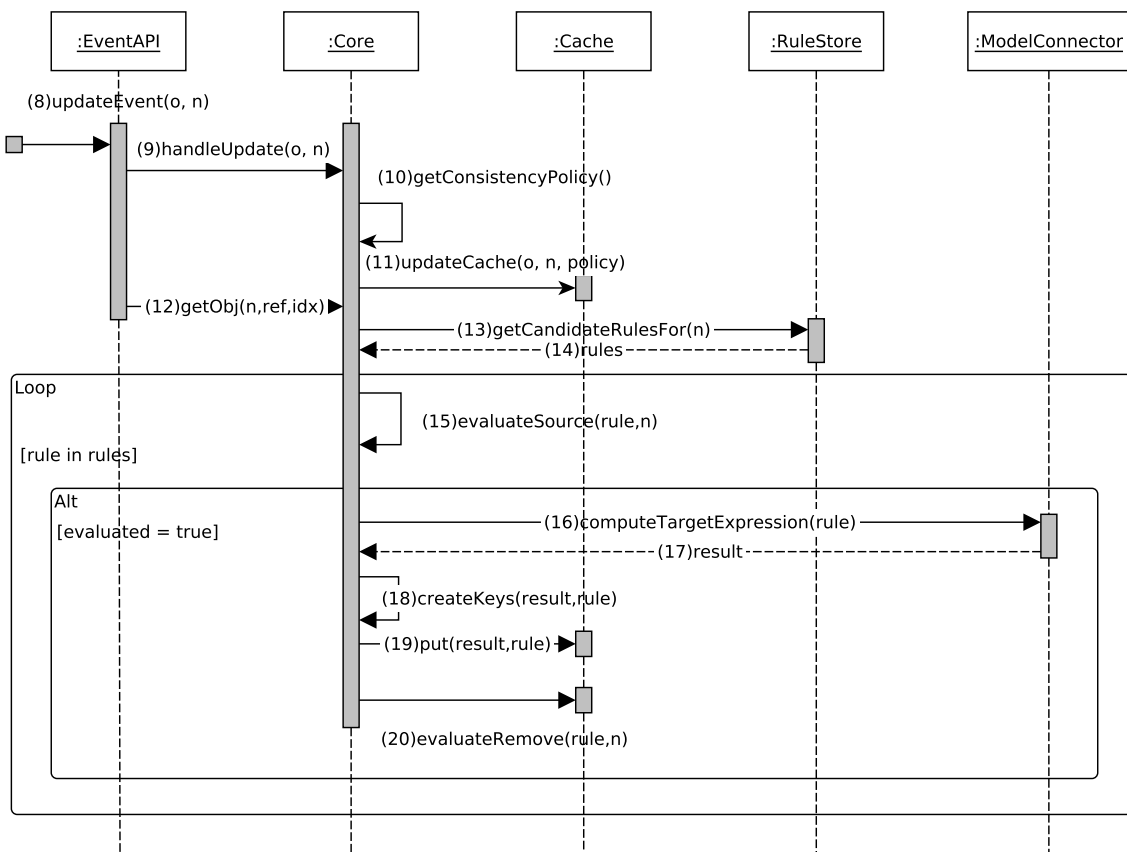 :EventAPI
:Core
:Cache
:RuleStore
:ModelConnector
(8)updateEvent(o, n)
(9)handleUpdate(o, n)
(10)getConsistencyPolicy()
(11)updateCache(o, n, policy)
(12)getObj(n,ref,idx)
(13)getCandidateRulesFor(n)
(14)rules
Loop
(15)evaluateSource(rule,n)
[rule in rules]
Alt
(16)computeTargetExpression(rule)
[evaluated = true]
(17)result
(18)createKeys(result,rule)
(19)put(result,rule)
(20)evaluateRemove(rule,n)